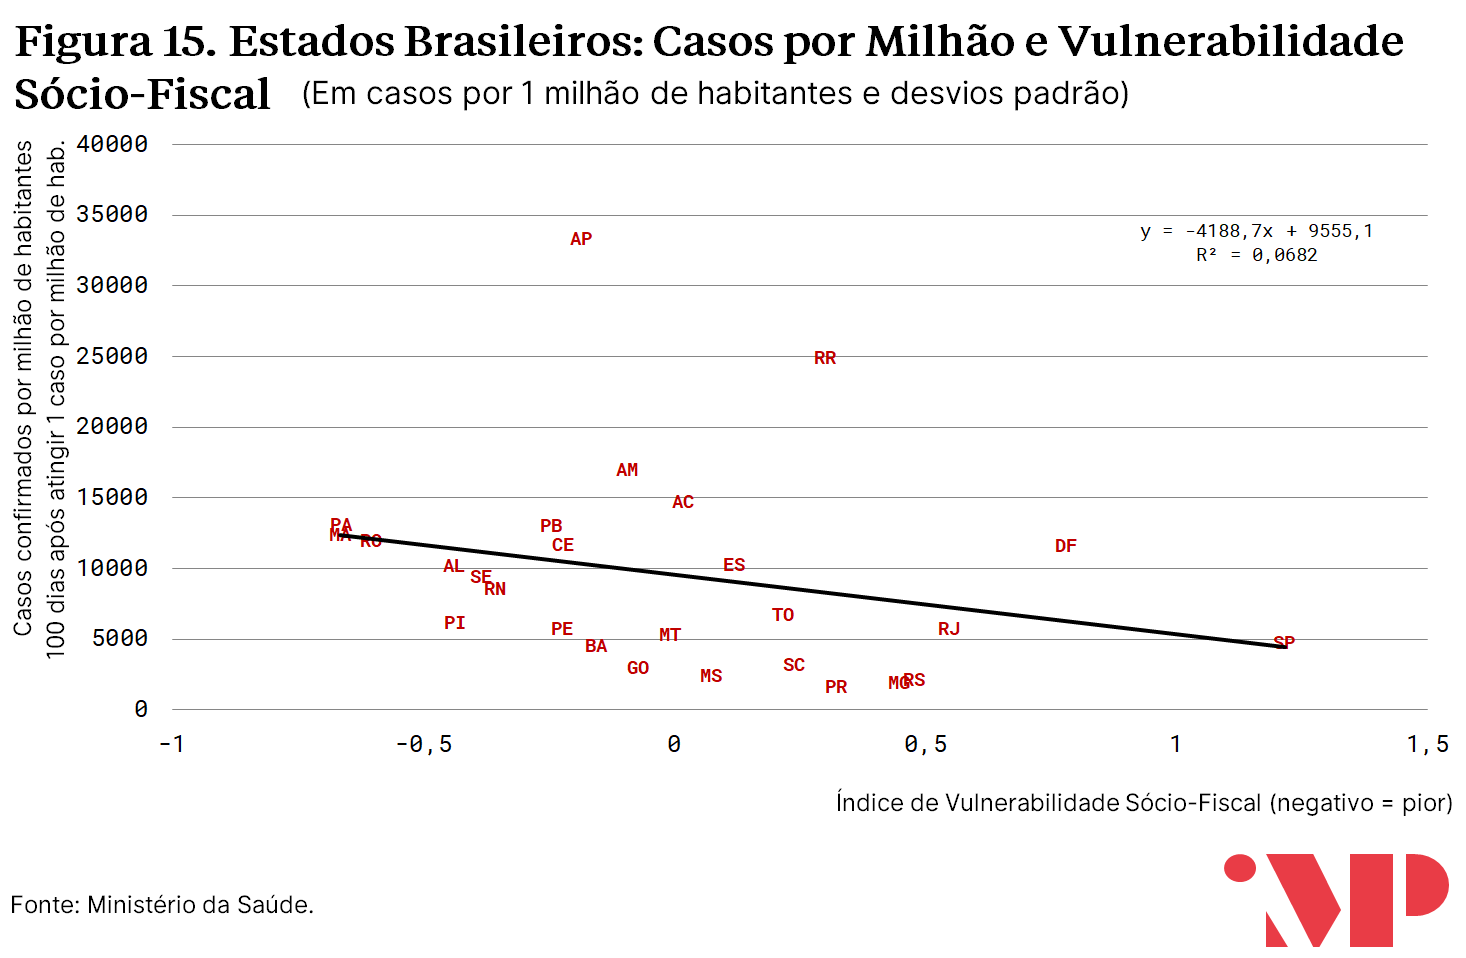 Figura 15. Estados Brasileiros: Casos por Milhão e Vulnerabilidade
Sócio-Fiscal (Em casos por 1 milhão de habitantes e desvios padrão)
Casos confirmados por milhão de habitantes
100 dias após atingir 1 caso por milhão de hab.
40000
35000
30000
25000
20000
15000
10000
5000
0
y = -4188,7x + 9555,1
R² = 0,0682
AP
RR
AM
AC
PA
MA
RO
PB
CE
DF
AL
SE
RN
ES
PI
PE
BA
MT
TO
RJ
SP
GO
MS
SC
PR
MG
RS
-1
-0,5
0
0,5
1
1,5
Índice de Vulnerabilidade Sócio-Fiscal (negativo = pior)
Fonte: Ministério da Saúde.
iMP